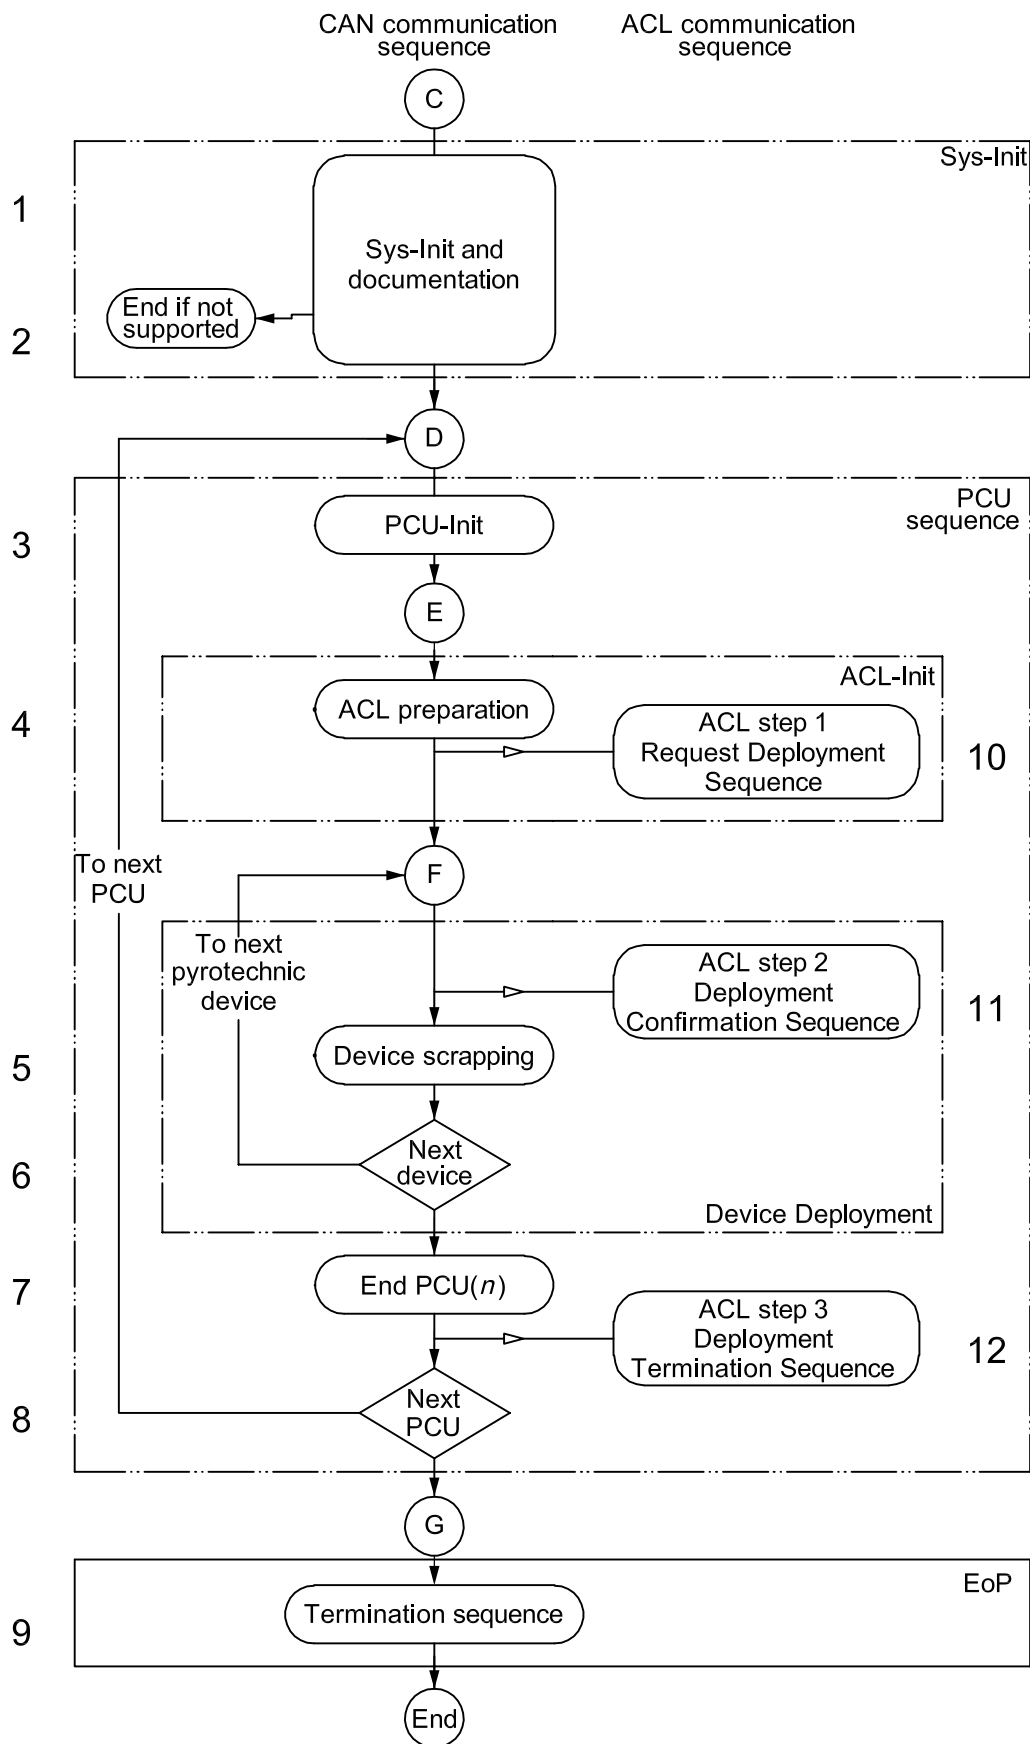 CAN communication
sequence
ACL communication
sequence
C
Sys-Init
1
Sys-Init and
documentation
End if not
supported
2
D
PCU
sequence
PCU-Init
3
E
ACL-Init
ACL preparation
4
ACL step 1
Request Deployment
Sequence
10
To next
PCU
F
To next
pyrotechnic
device
ACL step 2
Deployment
Confirmation Sequence
11
Device scrapping
5
Next
device
6
Device Deployment
End PCU(n)
7
ACL step 3
Deployment
Termination Sequence
12
Next
PCU
8
G
EoP
Termination sequence
9
End